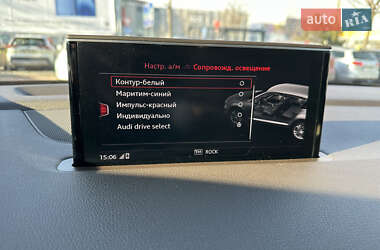 auto RIA
Настр. а/м Сопровожд. освещение
Контур-белый
Маритим-синий
Импульс-красный
Индивидуально
Audi drive select
15:06 ROCK